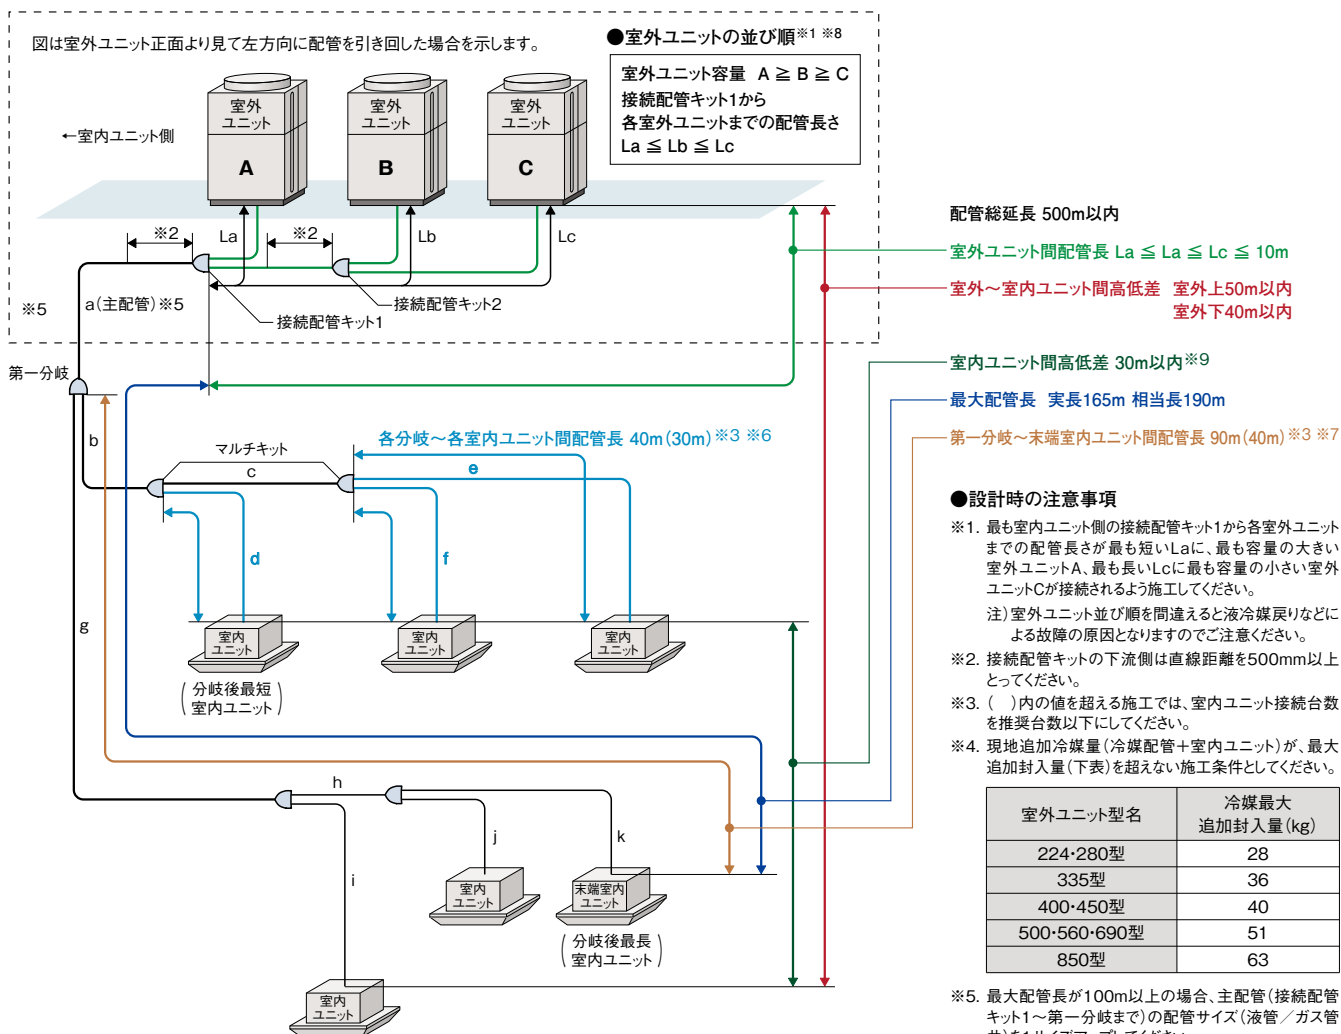 図は室外ユニット正面より見て左方向に配管を引き回した場合を示します。
●室外ユニットの並び順※1 ※8
室外ユニット容量 A ≧ B ≧ C
接続配管キット1から
各室外ユニットまでの配管長さ
La ≦ Lb ≦ Lc
←室内ユニット側
室外
ユニット
A
室外
ユニット
B
室外
ユニット
C
※2
La
※2
Lb
Lc
※5
a(主配管)※5
接続配管キット1
接続配管キット2
第一分岐
配管総延長 500m以内
室外ユニット間配管長 La ≦ La ≦ Lc ≦ 10m
室外～室内ユニット間高低差 室外上50m以内
室外下40m以内
室内ユニット間高低差 30m以内※9
最大配管長 実長165m 相当長190m
第一分岐～末端室内ユニット間配管長 90m(40m)※3 ※7
各分岐～各室内ユニット間配管長 40m(30m)※3 ※6
b
マルチキット
c
e
d
f
g
室内
ユニット
室内
ユニット
室内
ユニット
(分岐後最短
室内ユニット)
h
j
k
i
室内
ユニット
末端室内
ユニット
(分岐後最長
室内ユニット)
室内
ユニット
●設計時の注意事項
※1. 最も室内ユニット側の接続配管キット1から各室外ユニット
までの配管長さが最も短いLaに、最も容量の大きい
室外ユニットA、最も長いLcに最も容量の小さい室外
ユニットCが接続されるよう施工してください。
注)室外ユニット並び順を間違えると液冷媒戻りなどに
よる故障の原因となりますのでご注意ください。
※2. 接続配管キットの下流側は直線距離を500mm以上
とってください。
※3. ( )内の値を超える施工では、室内ユニット接続台数
を推奨台数以下にしてください。
※4. 現地追加冷媒量(冷媒配管+室内ユニット)が、最大
追加封入量(下表)を超えない施工条件としてください。
室外ユニット型名
冷媒最大
追加封入量(kg)
224・280型 28
335型 36
400・450型 40
500・560・690型 51
850型 63
※5. 最大配管長が100m以上の場合、主配管(接続配管
キット1～第一分岐まで)の配管サイズ(液管/ガス管